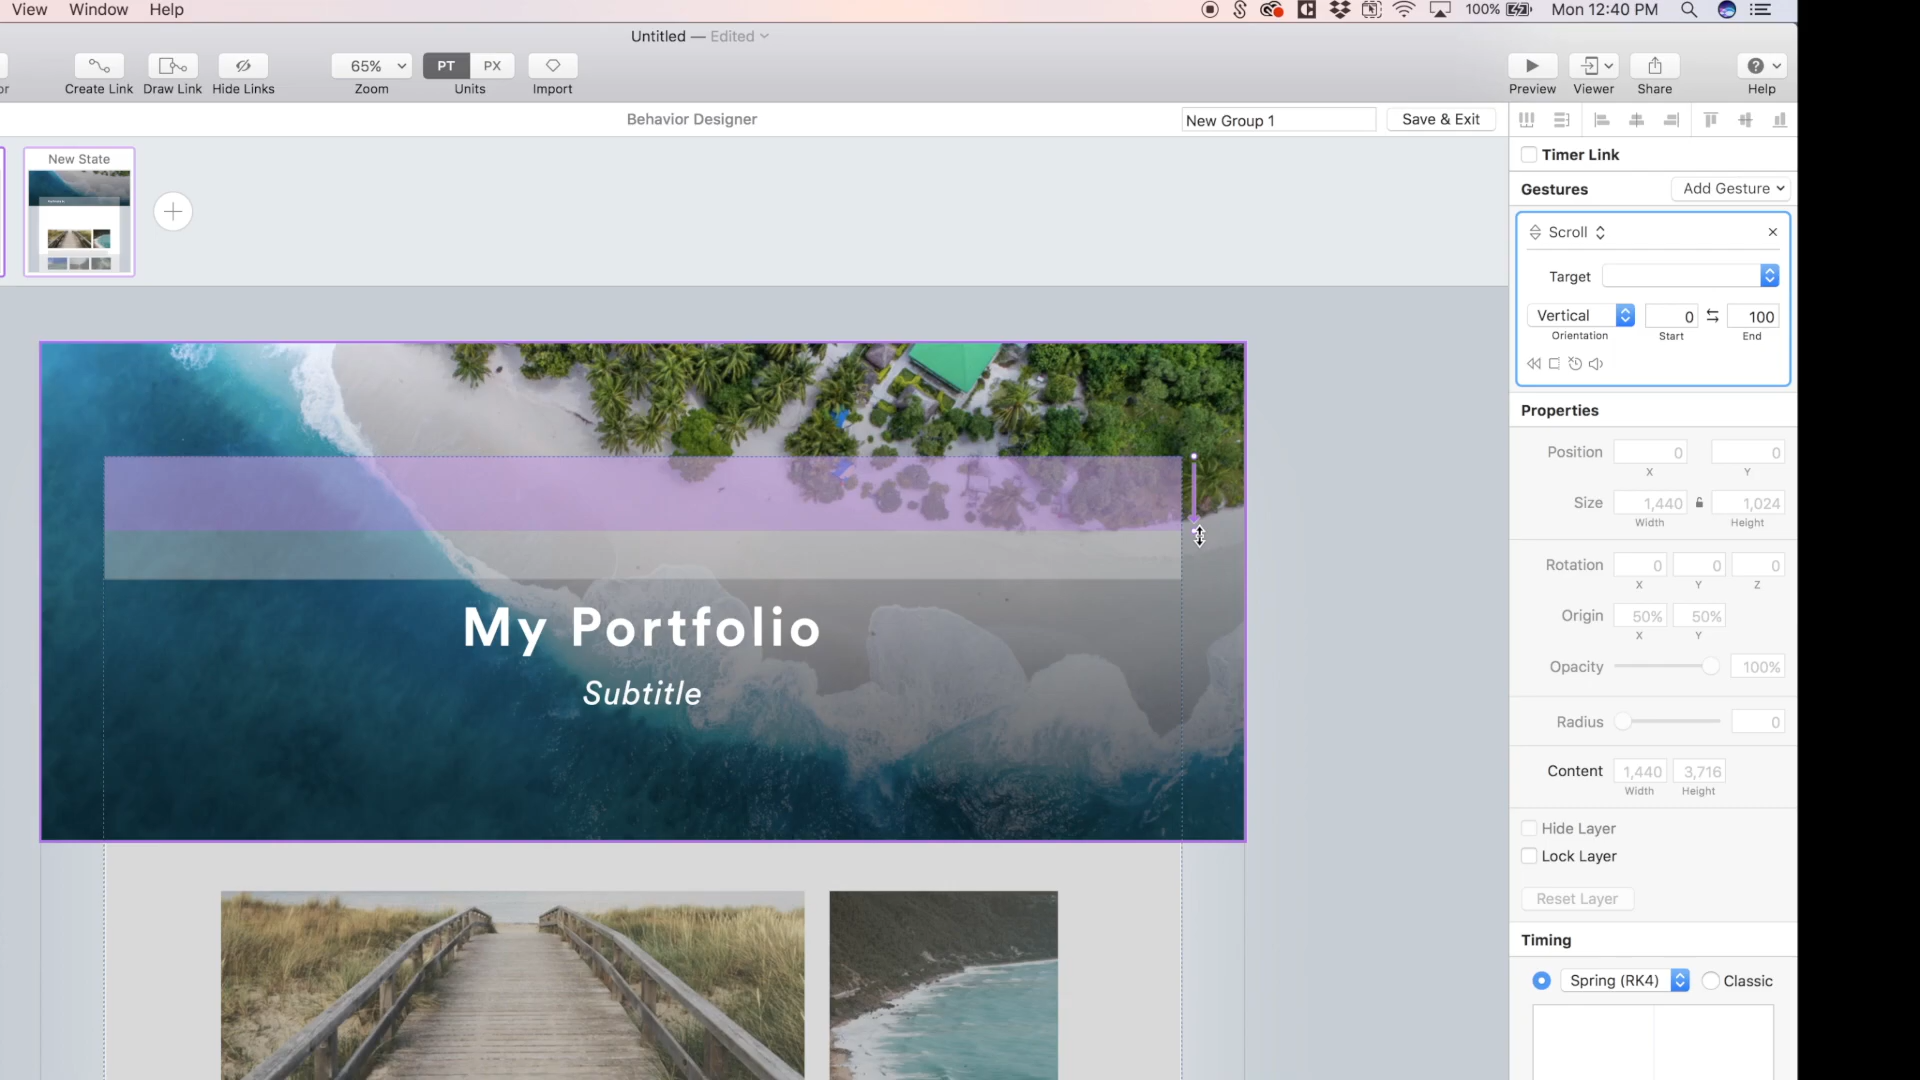 View Window Help 100% Mon 12:40 PM
Untitled — Edited
65% PT PX
or Create Link Draw Link Hide Links Zoom Units Import Preview Viewer Share Help
Behavior Designer New Group 1 Save & Exit
New State
Timer Link
Gestures Add Gesture
Scroll
Target
Vertical 0 100
Orientation Start End
Properties
Position 0 0
X Y
Size 1,440 1,024
Width Height
Rotation 0 0 0
X Y Z
Origin 50% 50%
X Y
Opacity 100%
Radius 0
Content 1,440 3,716
Width Height
Hide Layer
Lock Layer
Reset Layer
Timing
Spring (RK4) Classic
My Portfolio
Subtitle